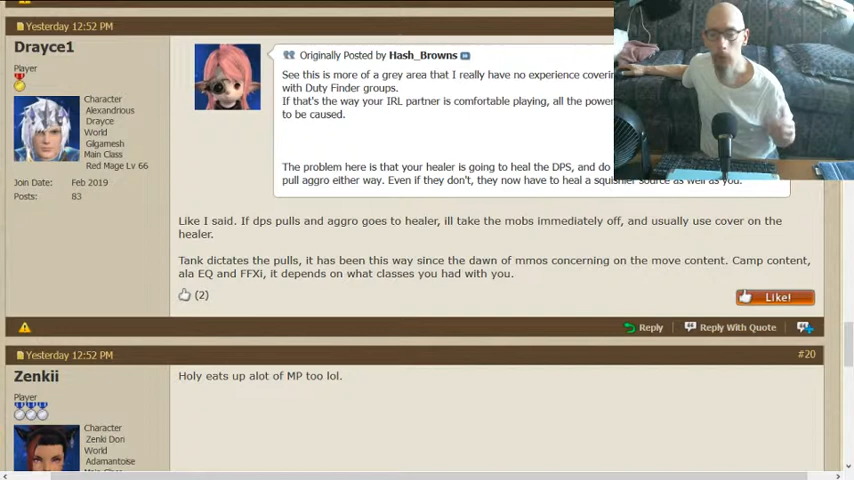 Yesterday 12:52 PM
Drayce1
Player
Character
Alexandrious
Drayce
World
Gilgamesh
Main Class
Red Mage Lv 66
Join Date: Feb 2019
Posts: 83
Originally Posted by Hash_Browns
See this is more of a grey area that I really have no experience
with Duty Finder groups.
If that's the way your IRL partner is comfortable playing, all the
to be caused.
The problem here is that your healer is going to heal the DPS, and do
pull aggro either way. Even if they don't, they now have to heal a squishier source as well as you.
Like I said. If dps pulls and aggro goes to healer, ill take the mobs immediately off, and usually use cover on the
healer.
Tank dictates the pulls, it has been this way since the dawn of mmos concerning on the move content. Camp content,
ala EQ and FFXi, it depends on what classes you had with you.
(2)
Like!
Reply
Reply With Quote
Yesterday 12:52 PM
#20
Zenkii
Player
Character
Zenki Don
World
Adamantoise
Holy eats up alot of MP too lol.